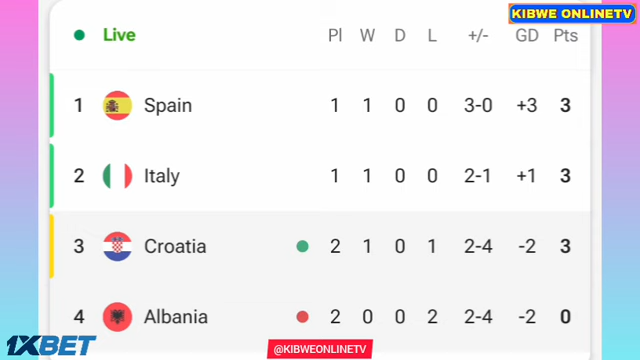 KIBWE ONLINETV
Live Pl W D L +/- GD Pts
1 Spain 1 1 0 0 3-0 +3 3
2 Italy 1 1 0 0 2-1 +1 3
3 Croatia 2 1 0 1 2-4 -2 3
4 Albania 2 0 0 2 2-4 -2 0
1XBET
@KIBWEONLINETV